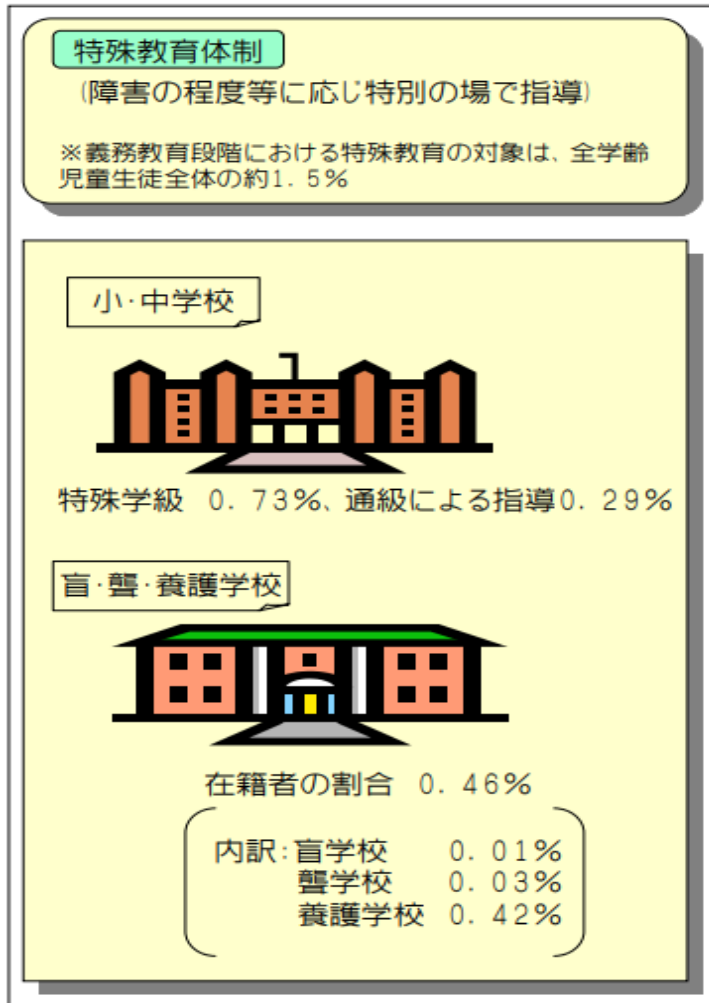 特殊教育体制
(障害の程度等に応じ特別の場で指導)
※義務教育段階における特殊教育の対象は、全学齢
児童生徒全体の約1.5%
小・中学校
特殊学級 0.73%、通級による指導0.29%
盲・聾・養護学校
在籍者の割合 0.46%
内訳:盲学校 0.01%
聾学校 0.03%
養護学校 0.42%